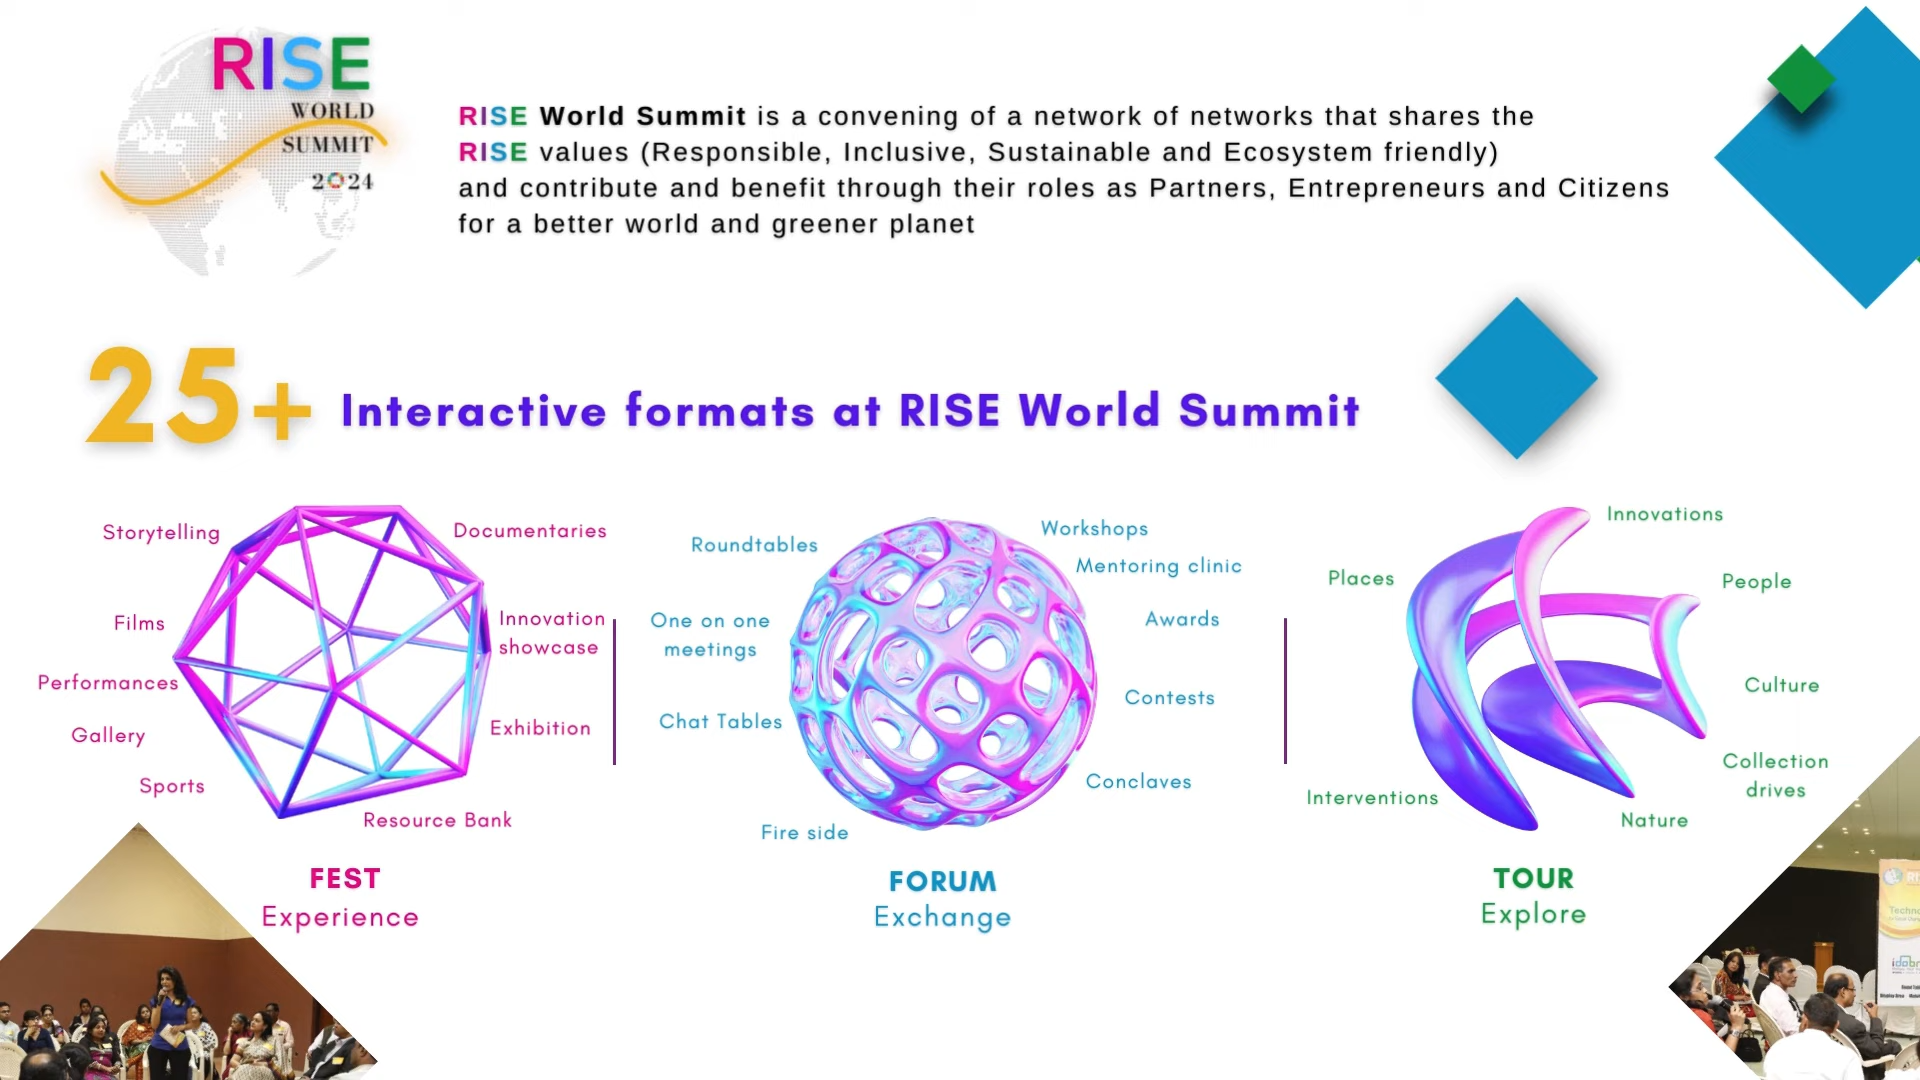 RISE
WORLD
SUMMIT
2024
RISE World Summit is a convening of a network of networks that shares the
RISE values (Responsible, Inclusive, Sustainable and Ecosystem friendly)
and contribute and benefit through their roles as Partners, Entrepreneurs and Citizens
for a better world and greener planet
25+ Interactive formats at RISE World Summit
Storytelling
Documentaries
Films
Innovation
showcase
Performances
Gallery
Exhibition
Sports
Resource Bank
FEST
Experience
Roundtables
Workshops
Mentoring clinic
One on one
meetings
Awards
Chat Tables
Contests
Conclaves
Fire side
FORUM
Exchange
Innovations
Places
People
Culture
Collection
drives
Interventions
Nature
TOUR
Explore